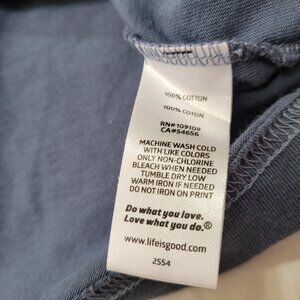 100% COTTON
100% COTON
RN#109109
CA#54656
MACHINE WASH COLD
WITH LIKE COLORS
ONLY NON-CHLORINE
BLEACH WHEN NEEDED
TUMBLE DRY LOW
WARM IRON IF NEEDED
DO NOT IRON ON PRINT
Do what you love.
Love what you do.®
www.lifeisgood.com
2554